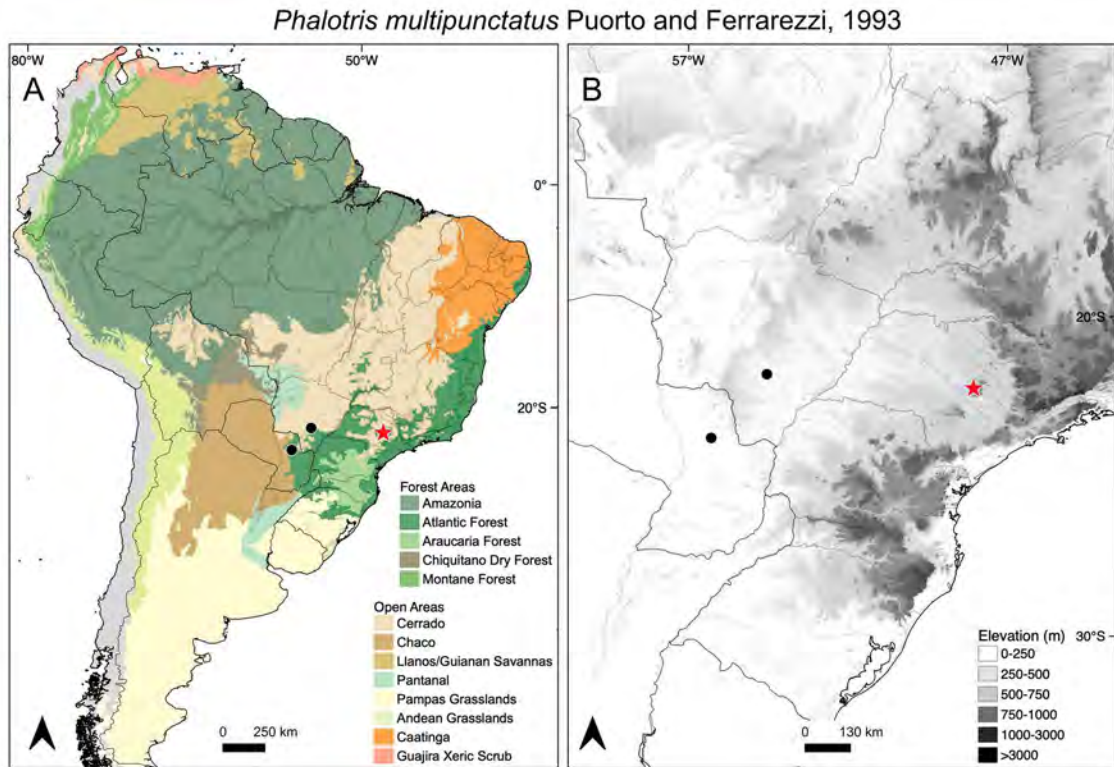 Phalotris multipunctatus Puorto and Ferrarezzi, 1993
A
80°W
50°W
0°
20°S
Forest Areas
Amazonia
Atlantic Forest
Araucaria Forest
Chiquitano Dry Forest
Montane Forest
Open Areas
Cerrado
Chaco
Llanos/Guianan Savannas
Pantanal
Pampas Grasslands
Andean Grasslands
Caatinga
Guajira Xeric Scrub
0 250 km
B
57°W
47°W
20°S
30°S
Elevation (m)
0-250
250-500
500-750
750-1000
1000-3000
>3000
0 130 km